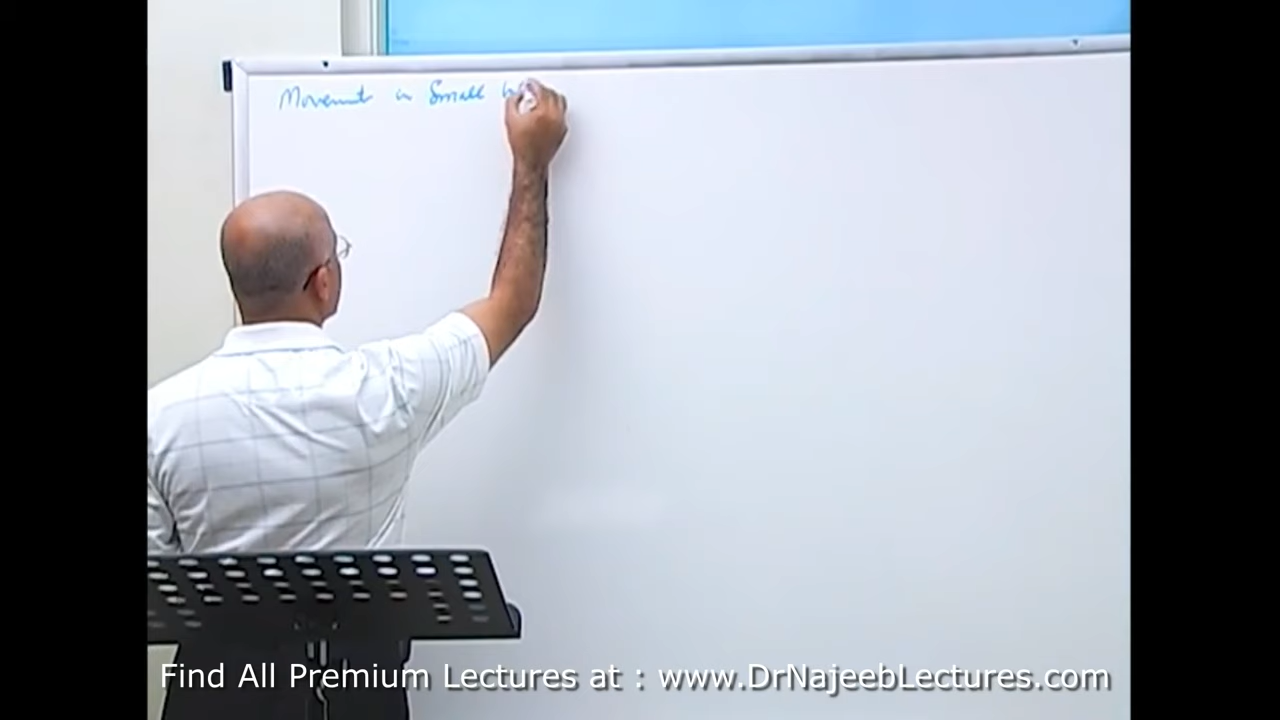 Movement in Small
Find All Premium Lectures at : www.DrNajeebLectures.com